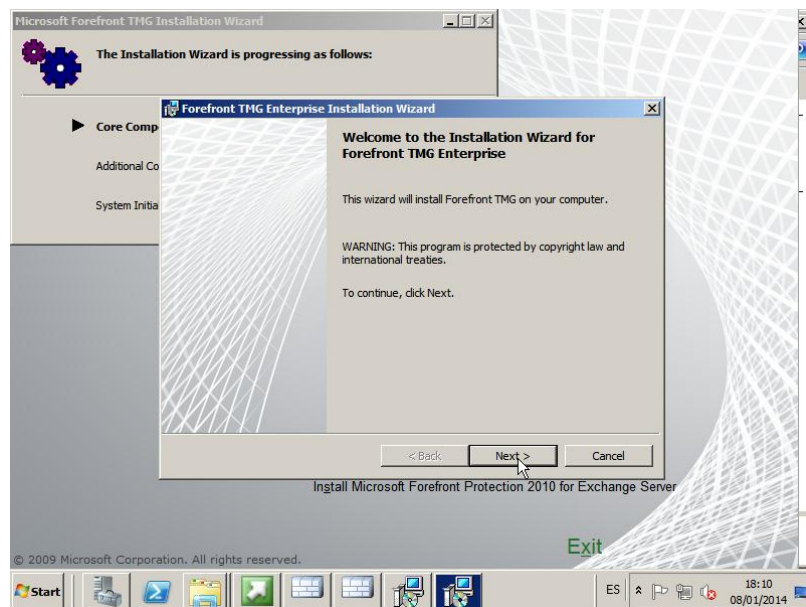 Microsoft Forefront TMG Installation Wizard
The Installation Wizard is progressing as follows:
Forefront TMG Enterprise Installation Wizard
Core Comp
Additional Co
System Initia
Welcome to the Installation Wizard for
Forefront TMG Enterprise
This wizard will install Forefront TMG on your computer.
WARNING: This program is protected by copyright law and
international treaties.
To continue, click Next.
< Back
Next >
Cancel
Install Microsoft Forefront Protection 2010 for Exchange Server
Exit
© 2009 Microsoft Corporation. All rights reserved.
Start
ES
18:10
08/01/2014